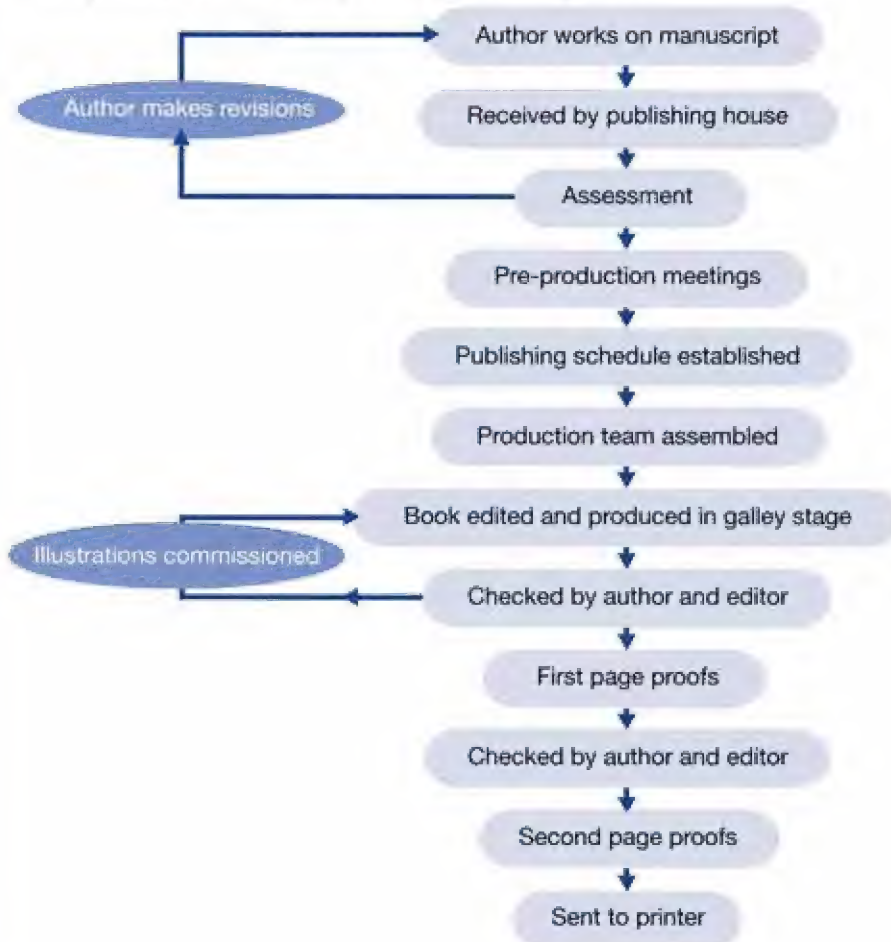 Author works on manuscript
Author makes revisions
Received by publishing house
Assessment
Pre-production meetings
Publishing schedule established
Production team assembled
Book edited and produced in galley stage
Illustrations commissioned
Checked by author and editor
First page proofs
Checked by author and editor
Second page proofs
Sent to printer